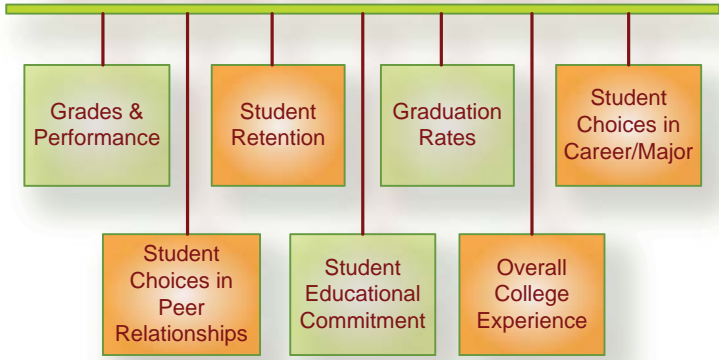 Grades &
Performance
Student
Retention
Graduation
Rates
Student
Choices in
Career/Major
Student
Choices in
Peer
Relationships
Student
Educational
Commitment
Overall
College
Experience